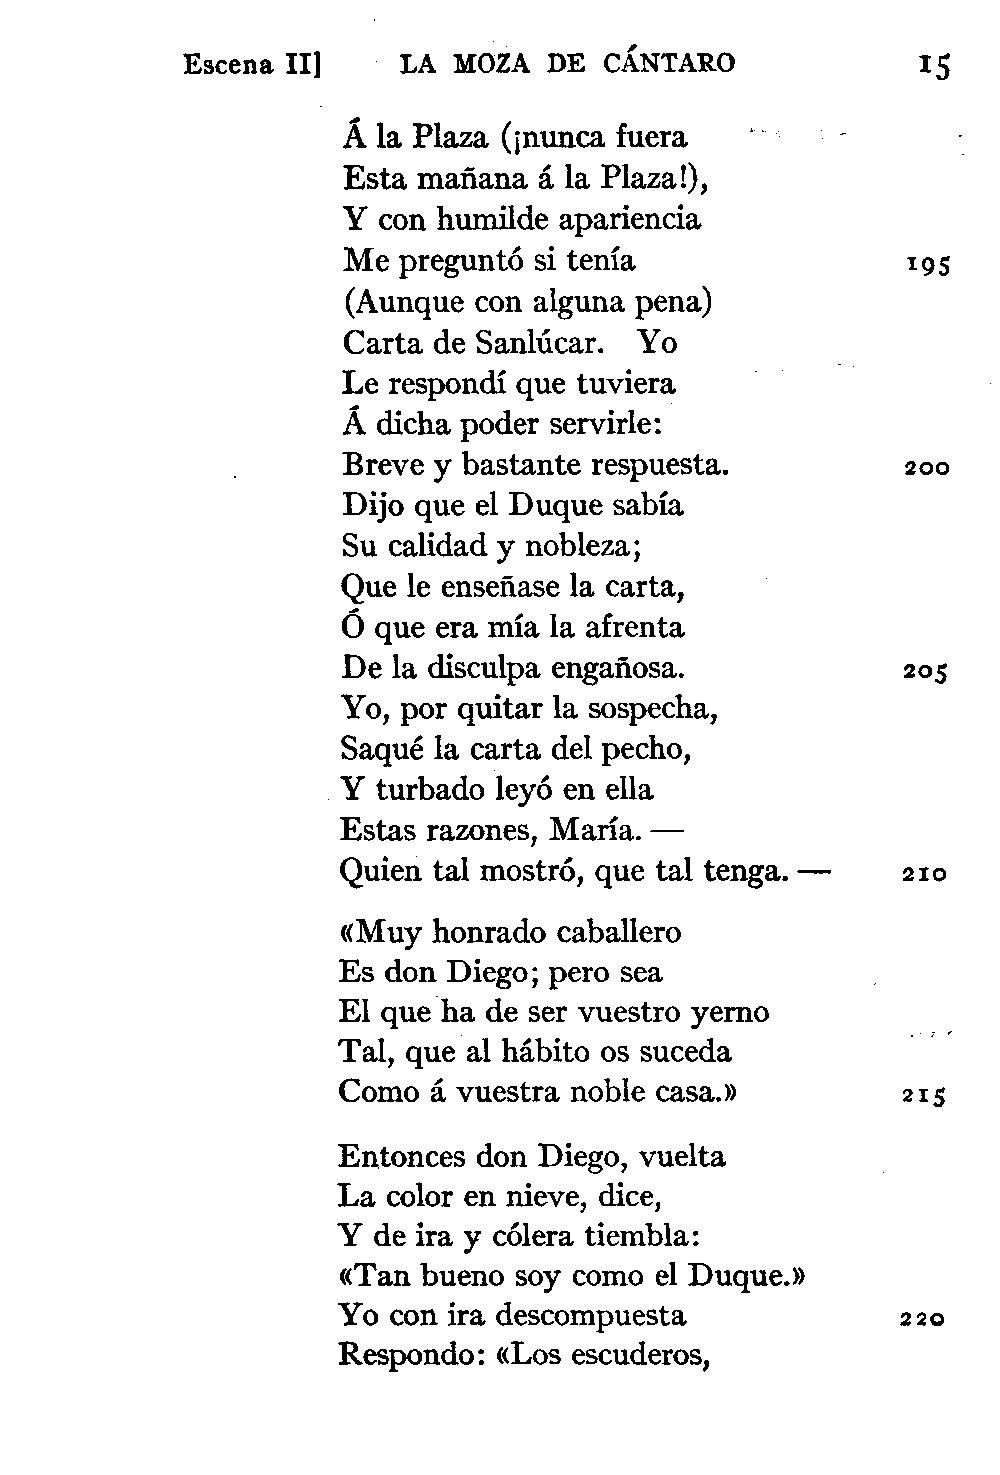 Escena II] LA MOZA DE CÁNTARO 15
Á la Plaza (¡nunca fuera
Esta mañana á la Plaza!),
Y con humilde apariencia
Me preguntó si tenía 195
(Aunque con alguna pena)
Carta de Sanlúcar. Yo
Le respondí que tuviera
Á dicha poder servirle:
Breve y bastante respuesta. 200
Dijo que el Duque sabía
Su calidad y nobleza;
Que le enseñase la carta,
Ó que era mía la afrenta
De la disculpa engañosa. 205
Yo, por quitar la sospecha,
Saqué la carta del pecho,
Y turbado leyó en ella
Estas razones, María. —
Quien tal mostró, que tal tenga. — 210
«Muy honrado caballero
Es don Diego; pero sea
El que ha de ser vuestro yerno
Tal, que al hábito os suceda
Como á vuestra noble casa.» 215
Entonces don Diego, vuelta
La color en nieve, dice,
Y de ira y cólera tiembla:
«Tan bueno soy como el Duque.»
Yo con ira descompuesta 220
Respondo: «Los escuderos,